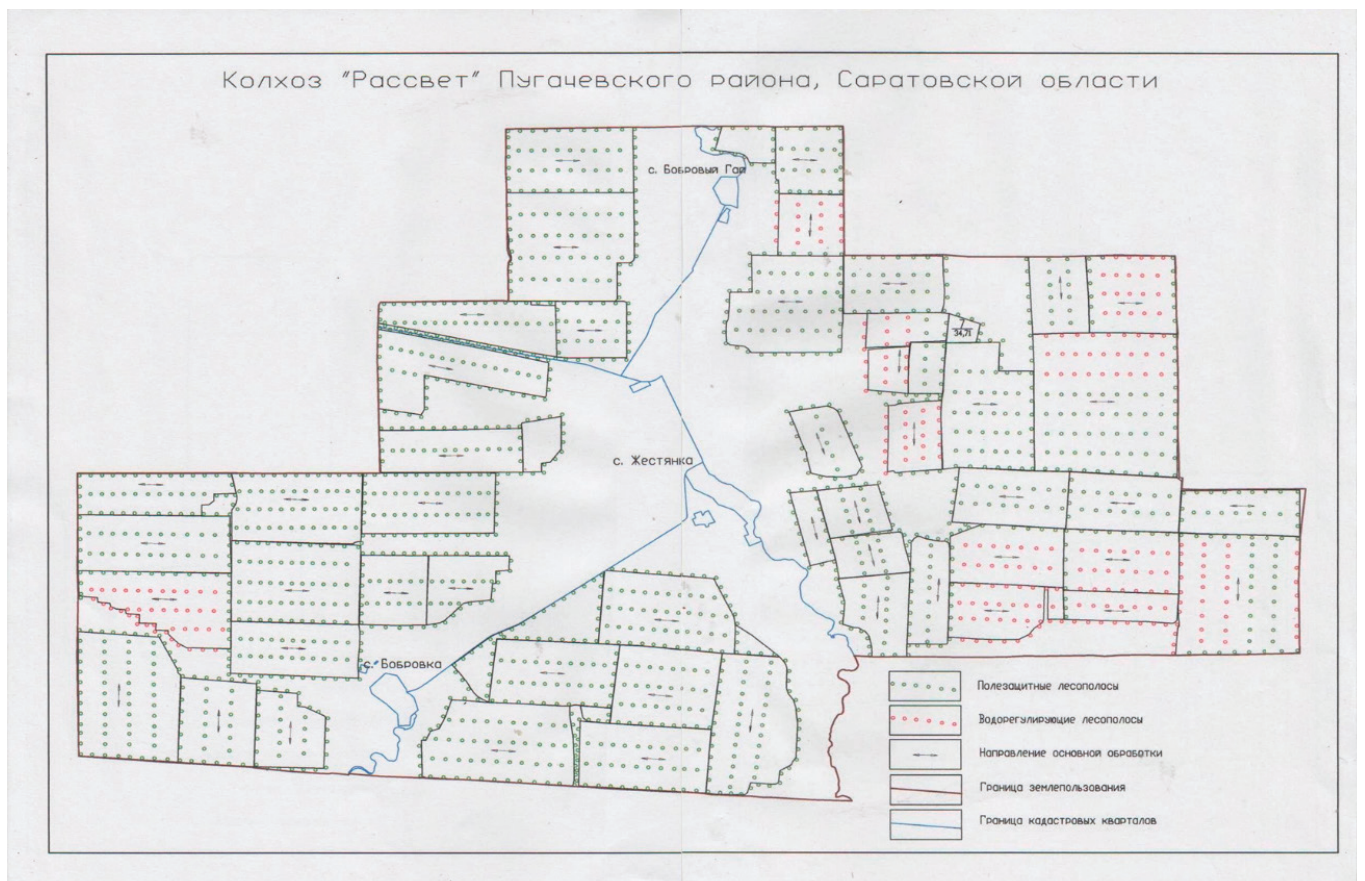 Колхоз "Рассвет" Пугачевского района, Саратовской области
с. Бобровый Гай
34,71
с. Жестянка
с. Бобровка
Полезащитные лесополосы
Водорегулирующие лесополосы
Направление основной обработки
Граница землепользования
Граница кадастровых кварталов